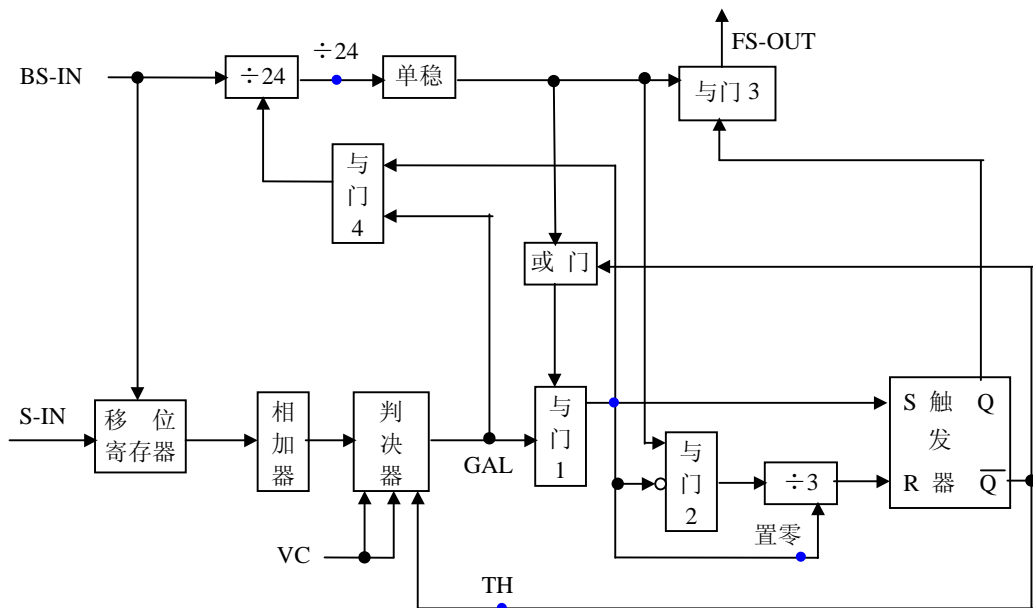 FS-OUT
÷24
BS-IN
÷24
单稳
与门 3
与
门
4
或 门
S-IN
移 位
寄存器
相
加
器
判
决
器
GAL
与
门
1
与
门
2
÷3
置零
S 触 Q
发
R 器 Q̅
VC
TH